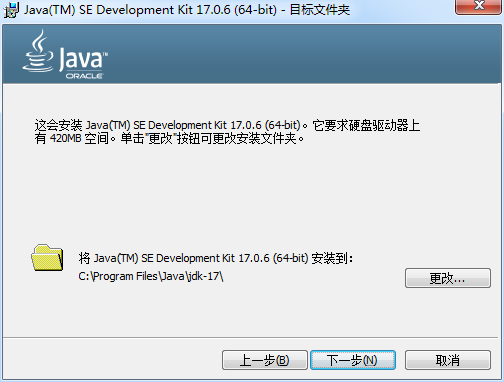 Java(TM) SE Development Kit 17.0.6 (64-bit) - 目标文件夹
Java™
ORACLE
这会安装 Java(TM) SE Development Kit 17.0.6 (64-bit)。它要求硬盘驱动器上
有 420MB 空间。单击"更改"按钮可更改安装文件夹。
将 Java(TM) SE Development Kit 17.0.6 (64-bit) 安装到：
C:\Program Files\Java\jdk-17\
更改...
上一步(B)
下一步(N)
取消